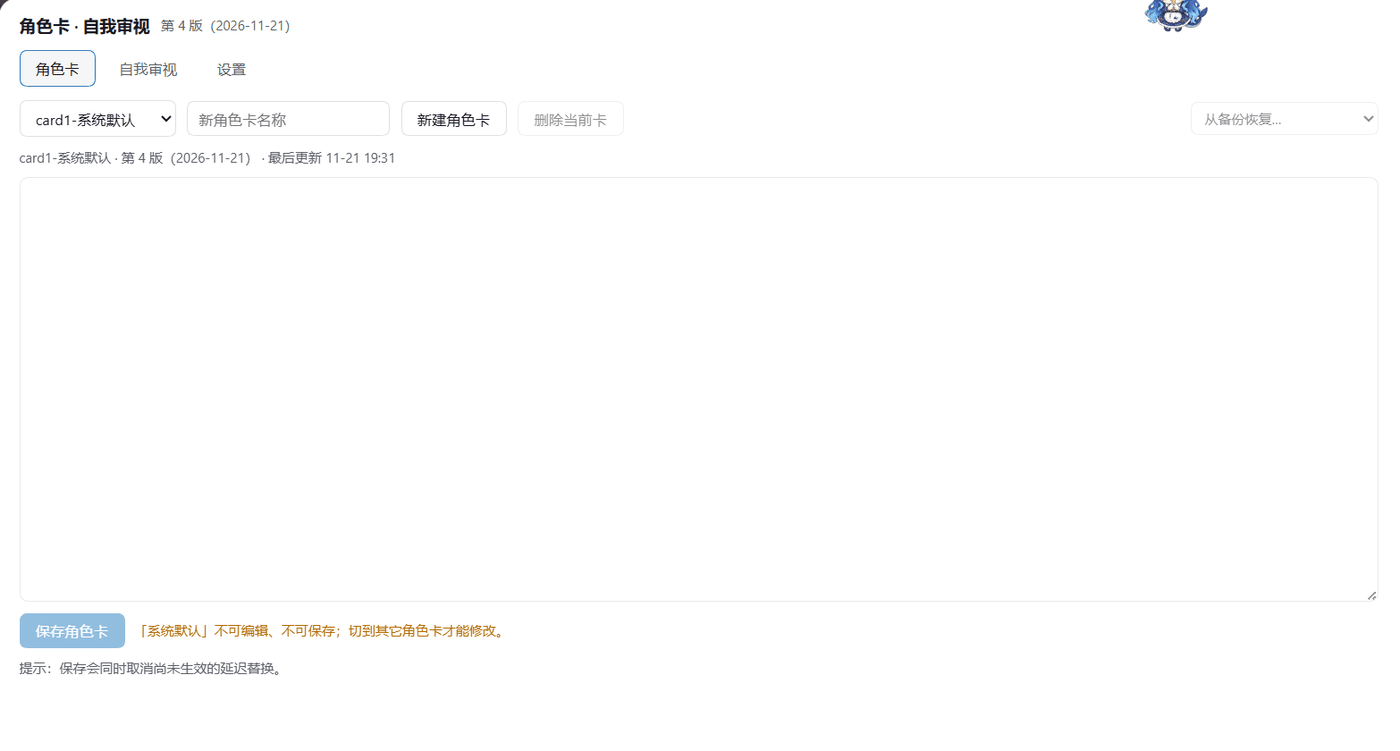 角色卡 · 自我审视 第 4 版（2026-11-21）
角色卡 自我审视 设置
card1-系统默认 新角色卡名称 新建角色卡 删除当前卡 从备份恢复...
card1-系统默认 · 第 4 版（2026-11-21） · 最后更新 11-21 19:31
保存角色卡 「系统默认」不可编辑、不可保存；切到其它角色卡才能修改。
提示：保存会同时取消尚未生效的延迟替换。